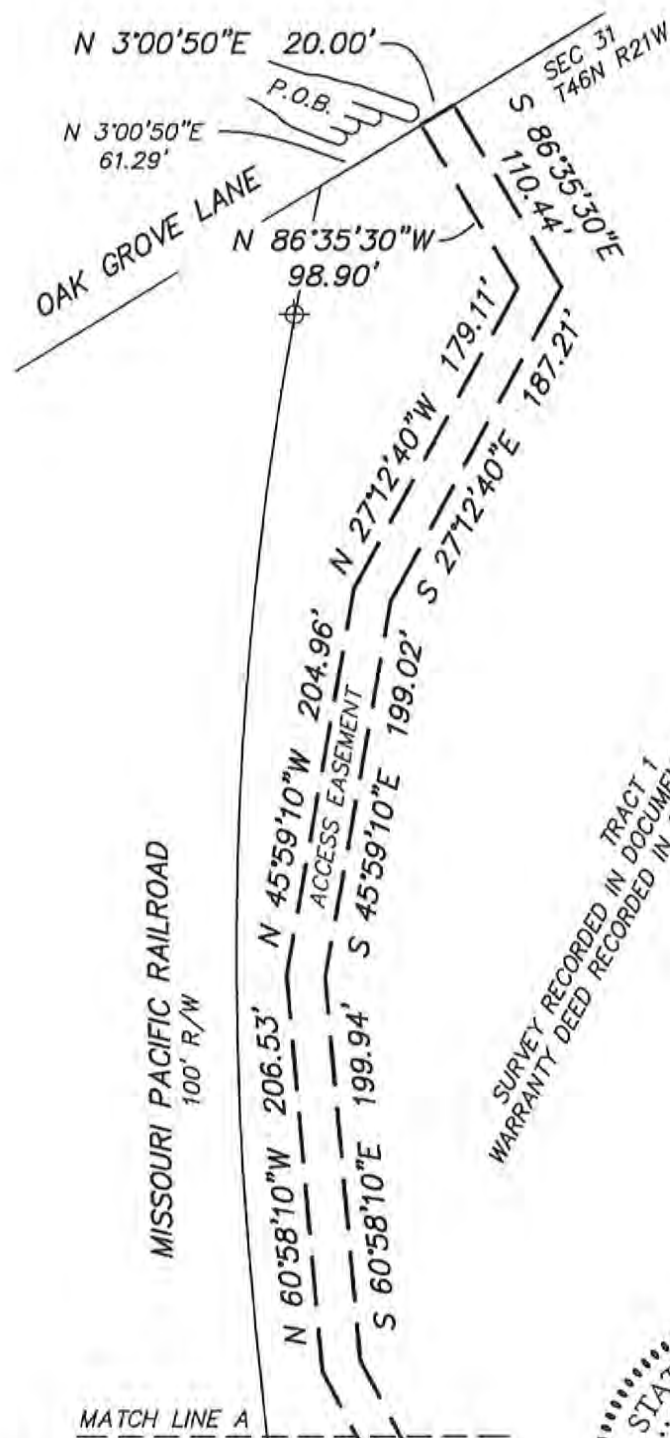 N 3°00'50"E 20.00'
SEC 31
T46N R21W
P.O.B.
N 3°00'50"E
61.29'
S 86°35'30"E
110.44'
OAK GROVE LANE
N 86°35'30"W
98.90'
N 27°12'40"W 179.11'
S 27°12'40"E 187.21'
N 45°59'10"W 204.96'
ACCESS EASEMENT
S 45°59'10"E 199.02'
TRACT 1
SURVEY RECORDED IN DOCUMEN
WARRANTY DEED RECORDED IN
MISSOURI PACIFIC RAILROAD
100' R/W
N 60°58'10"W 206.53'
S 60°58'10"E 199.94'
MATCH LINE A
STAT